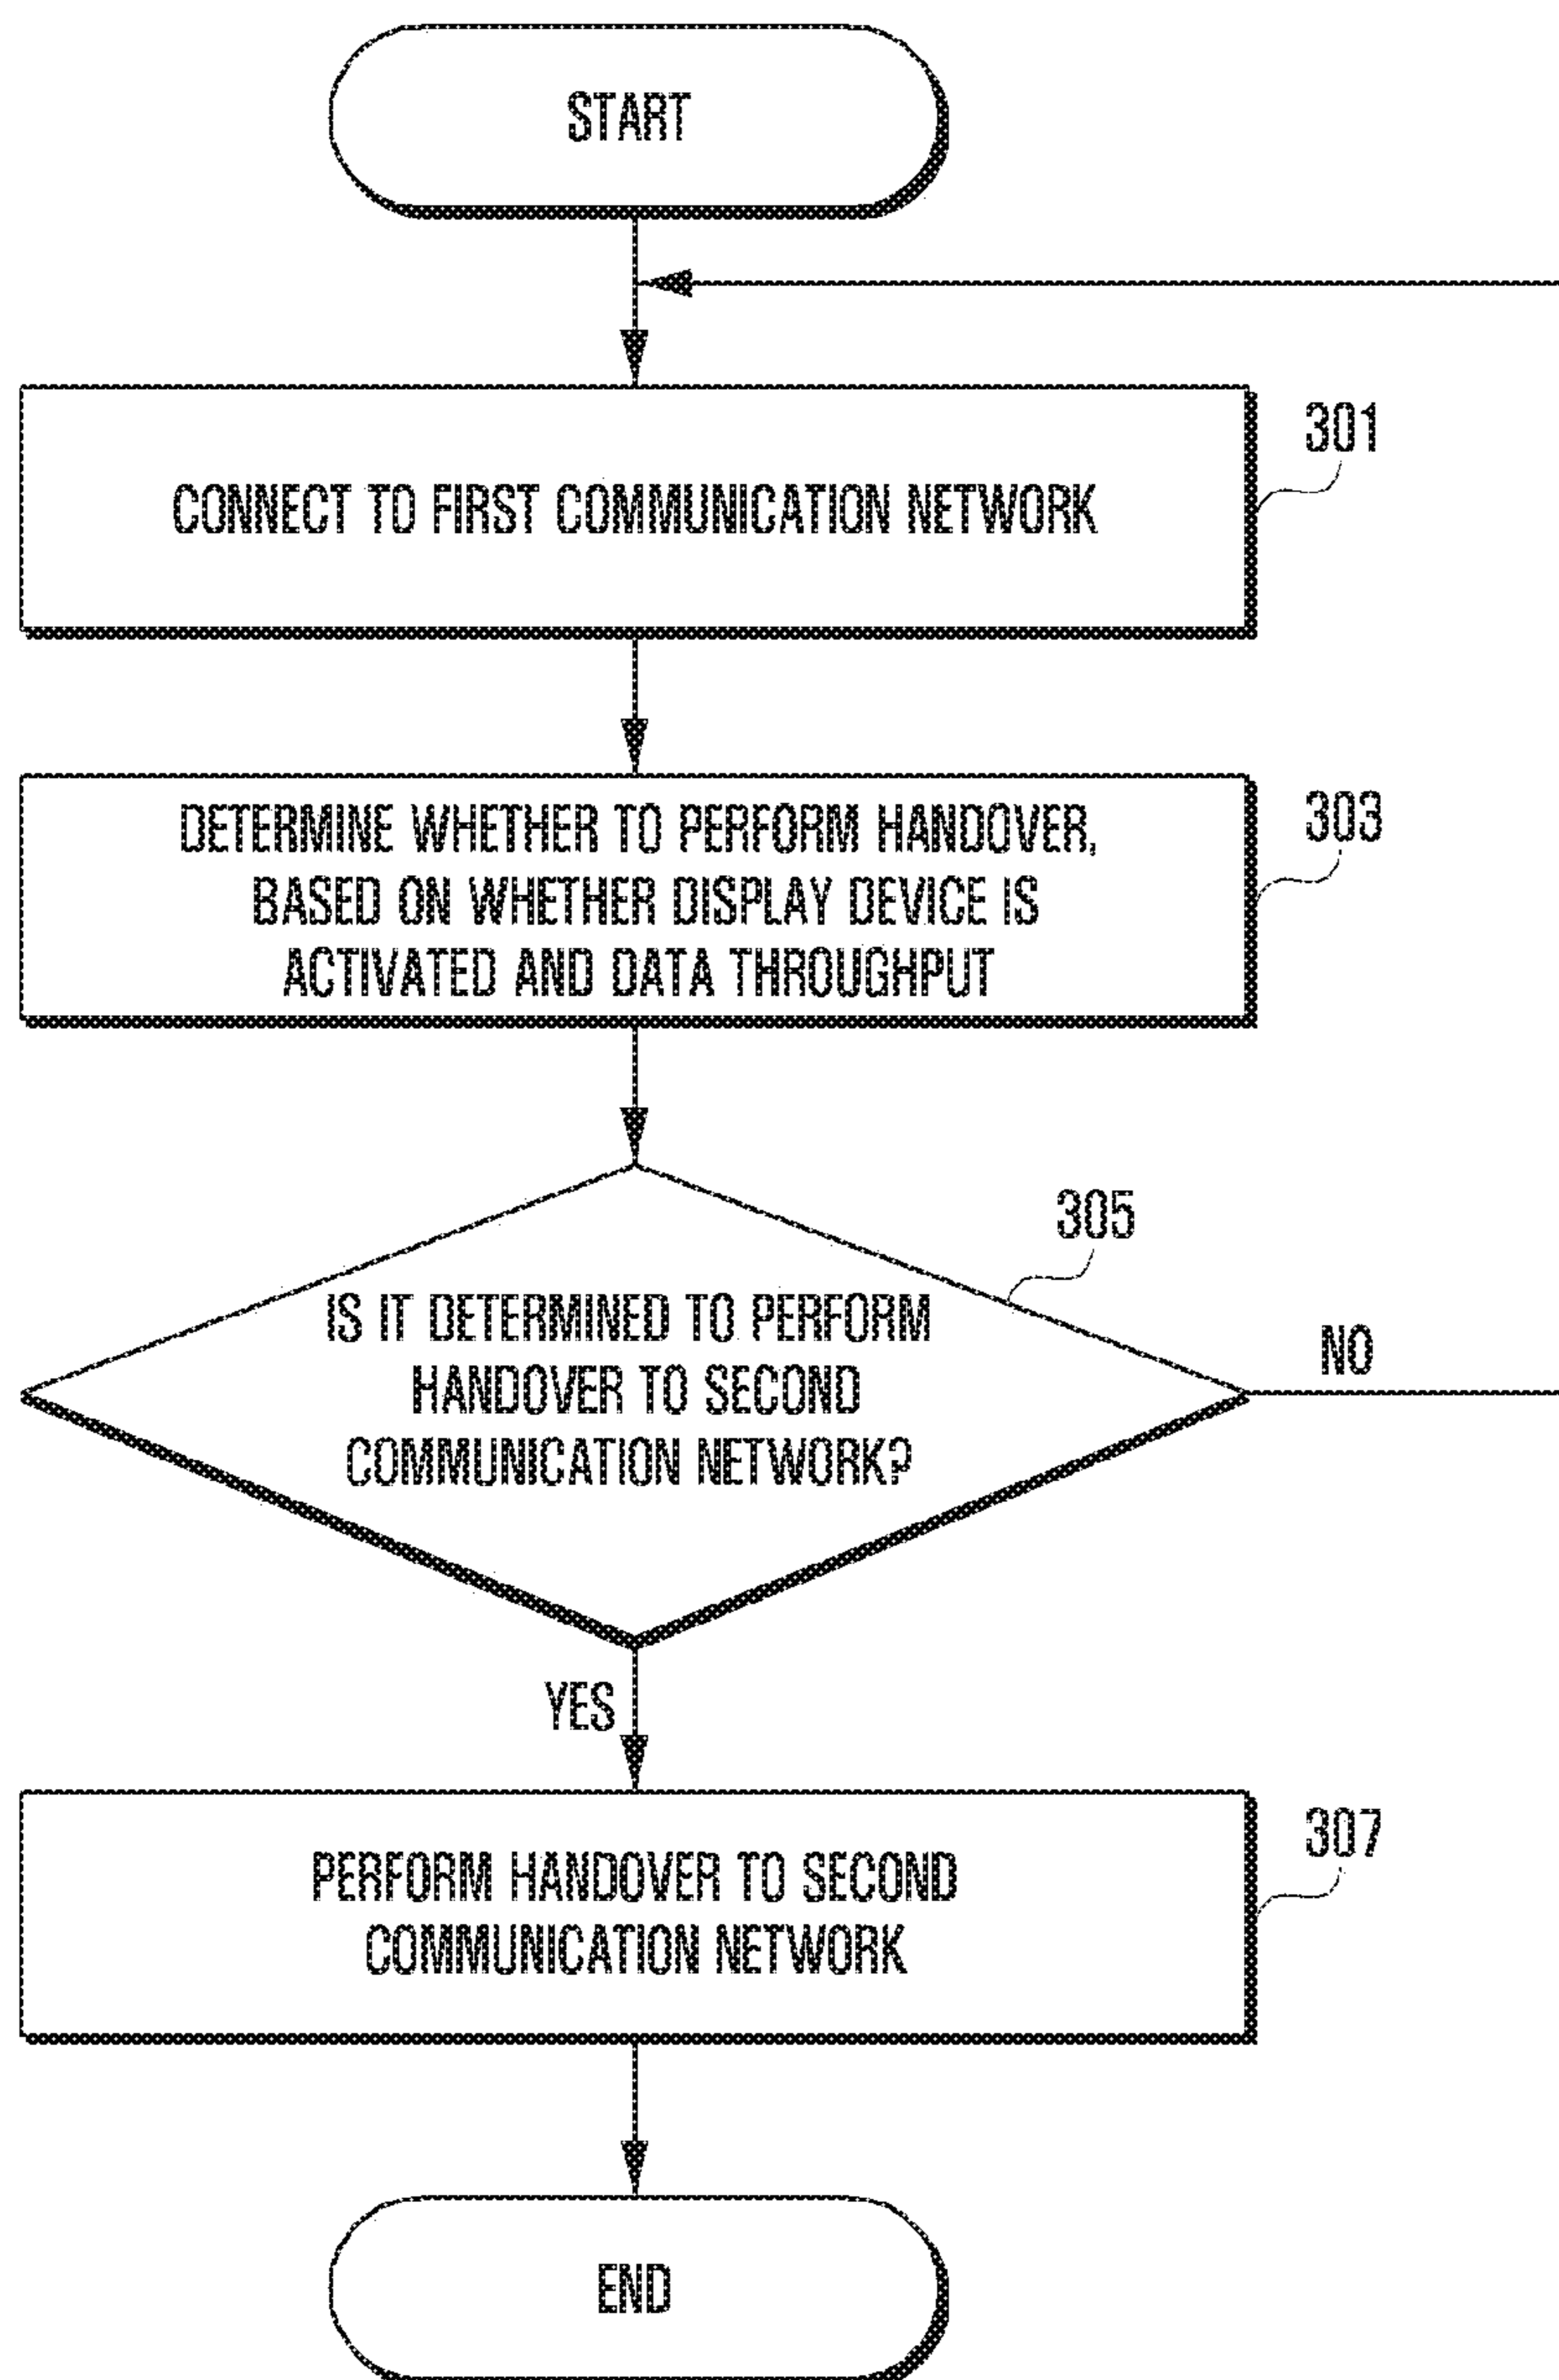 START
CONNECT TO FIRST COMMUNICATION NETWORK
301
DETERMINE WHETHER TO PERFORM HANDOVER,
BASED ON WHETHER DISPLAY DEVICE IS
ACTIVATED AND DATA THROUGHPUT
303
305
IS IT DETERMINED TO PERFORM
HANDOVER TO SECOND
COMMUNICATION NETWORK?
NO
YES
PERFORM HANDOVER TO SECOND
COMMUNICATION NETWORK
307
END